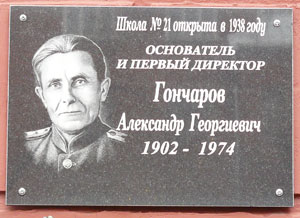 Школа № 21 открыта в 1938 году
ОСНОВАТЕЛЬ
И ПЕРВЫЙ ДИРЕКТОР
Гончаров
Александр Георгиевич
1902 - 1974